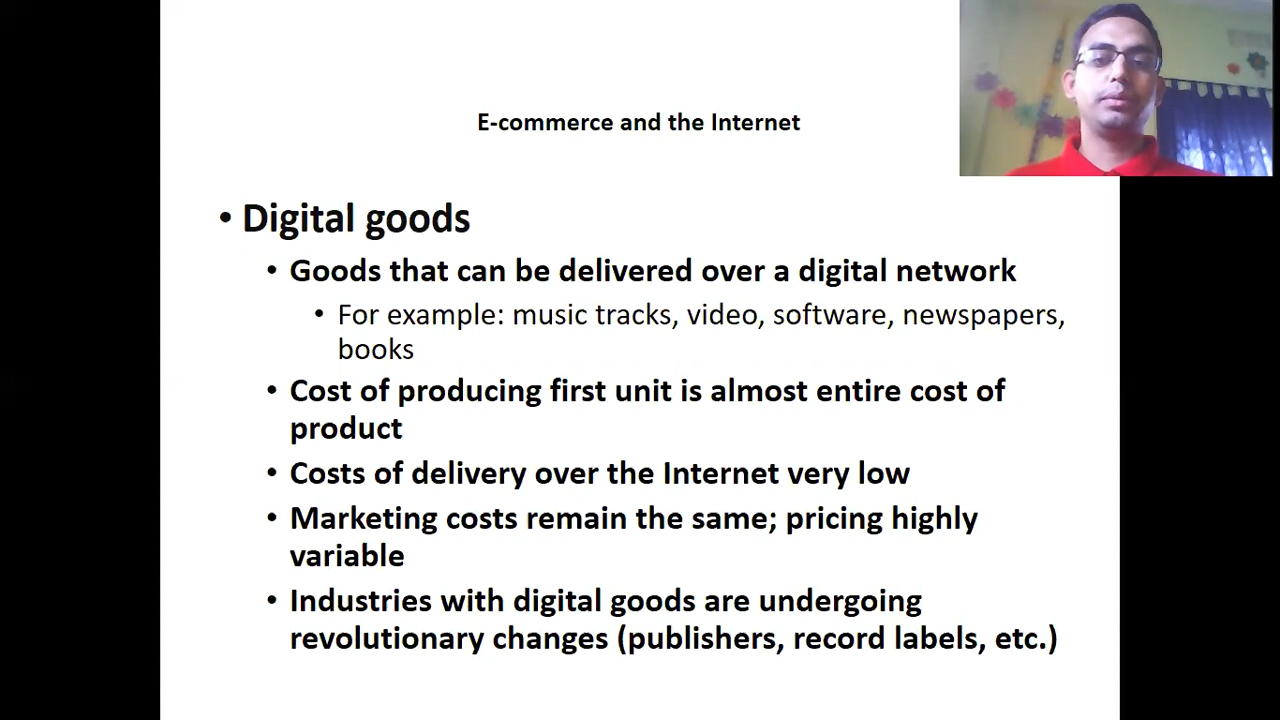 E-commerce and the Internet
• Digital goods
• Goods that can be delivered over a digital network
• For example: music tracks, video, software, newspapers,
books
• Cost of producing first unit is almost entire cost of
product
• Costs of delivery over the Internet very low
• Marketing costs remain the same; pricing highly
variable
• Industries with digital goods are undergoing
revolutionary changes (publishers, record labels, etc.)